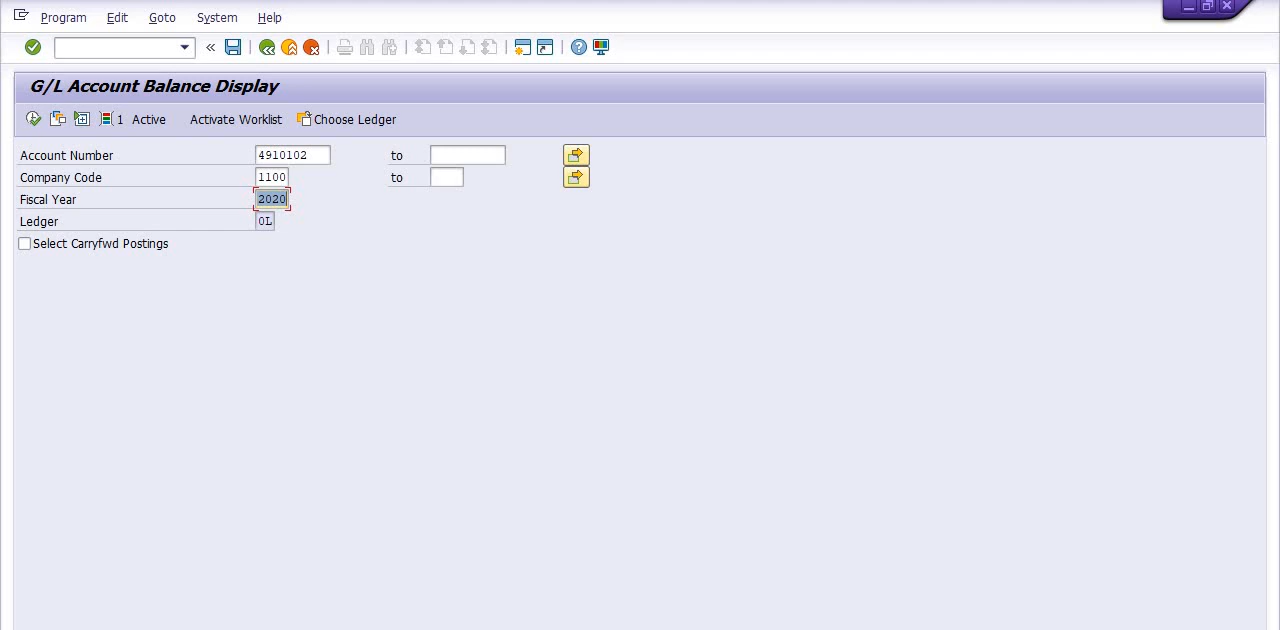 Program Edit Goto System Help
G/L Account Balance Display
1 Active Activate Worklist Choose Ledger
Account Number 4910102 to
Company Code 1100 to
Fiscal Year 2020
Ledger 0L
Select Carryfwd Postings